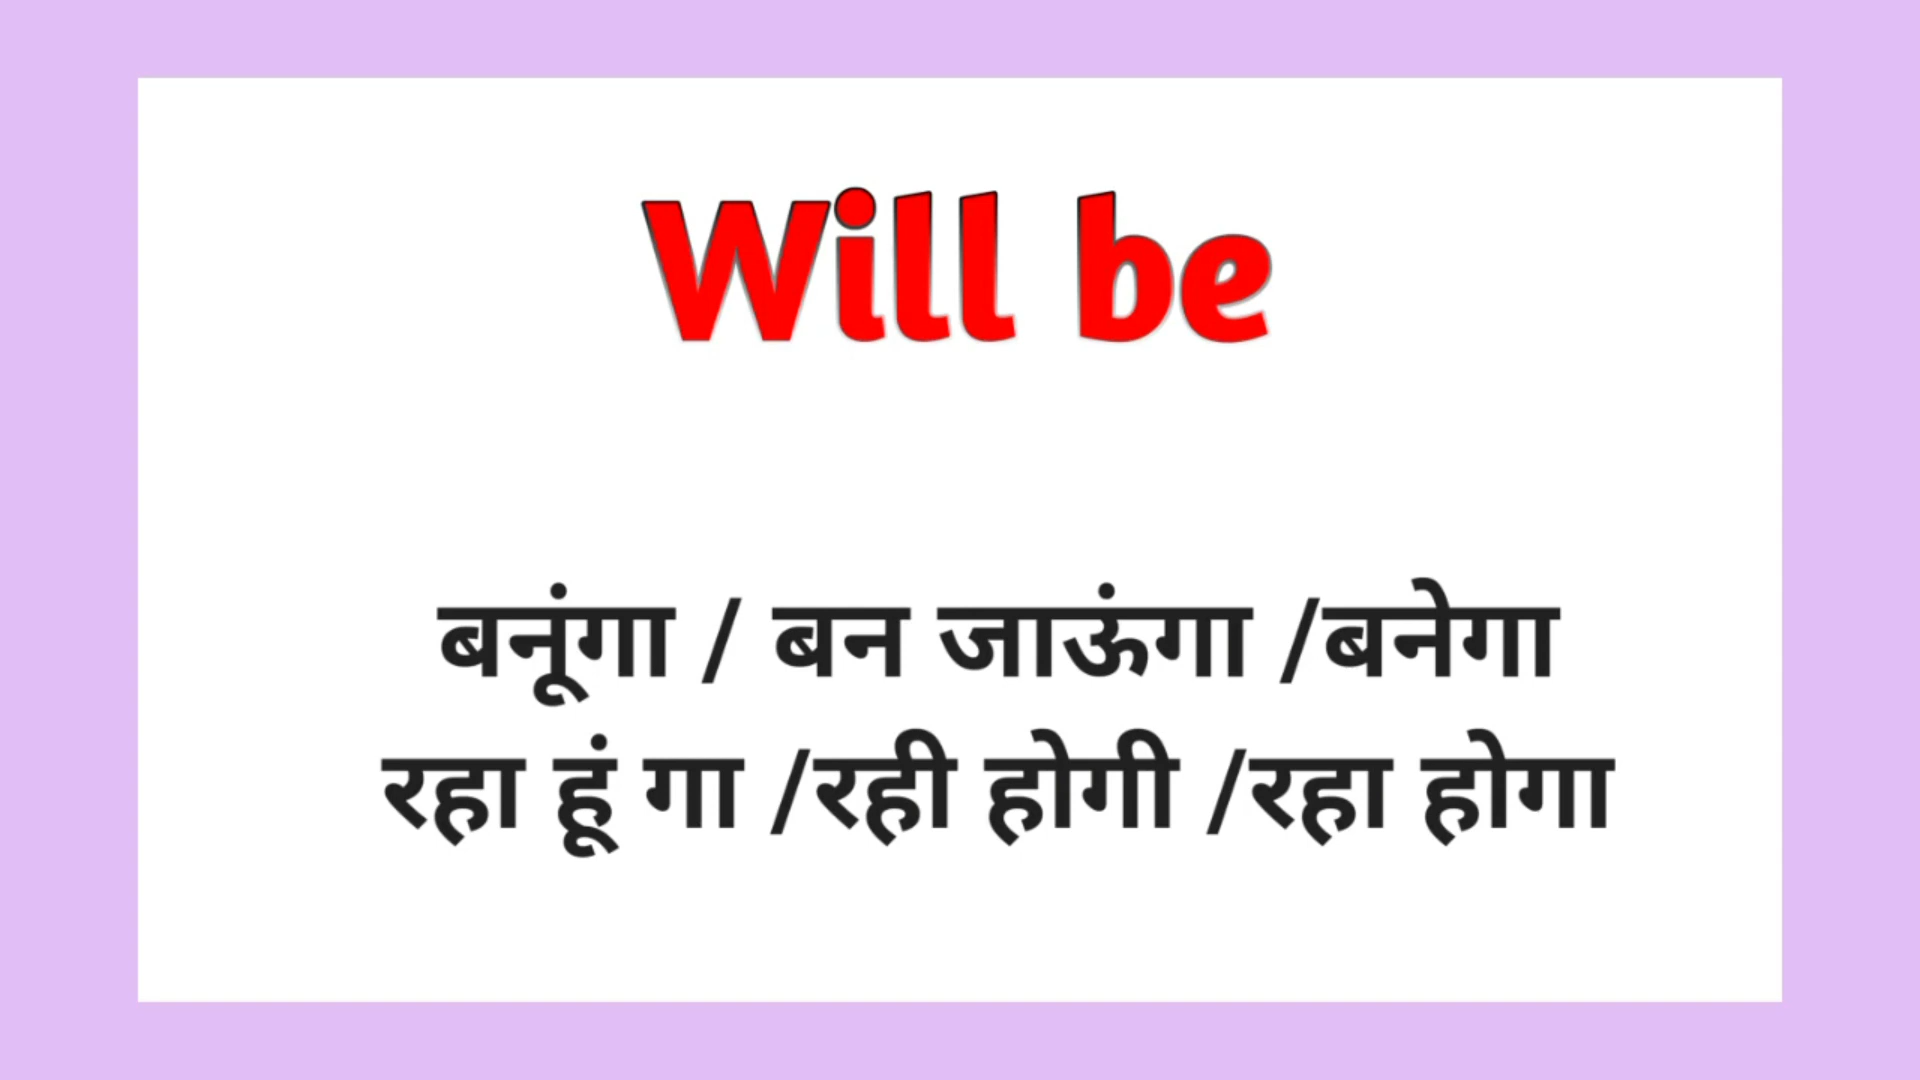 Will be
बनूंगा / बन जाऊंगा /बनेगा
रहा हूं गा /रही होगी /रहा होगा